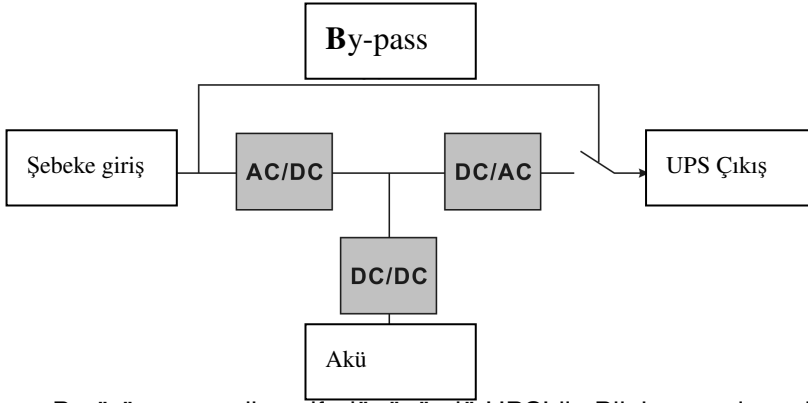 By-pass
Şebeke giriş
AC/DC
DC/AC
UPS Çıkış
DC/DC
Akü